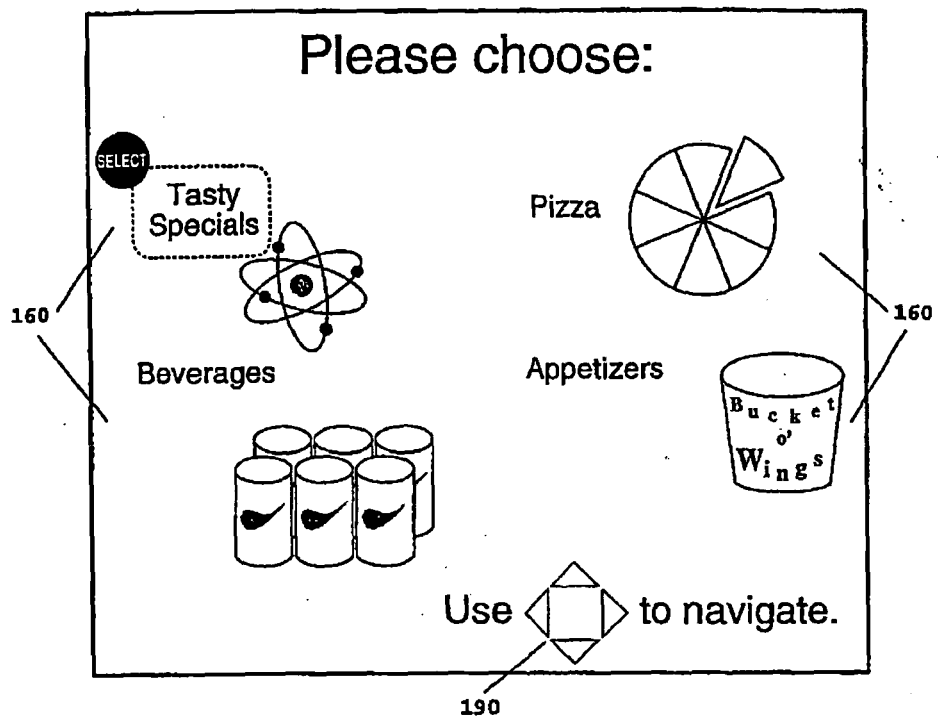 Please choose:
SELECT
Tasty
Specials
Pizza
160
160
Beverages
Appetizers
Bucket
o'
Wings
Use to navigate.
190